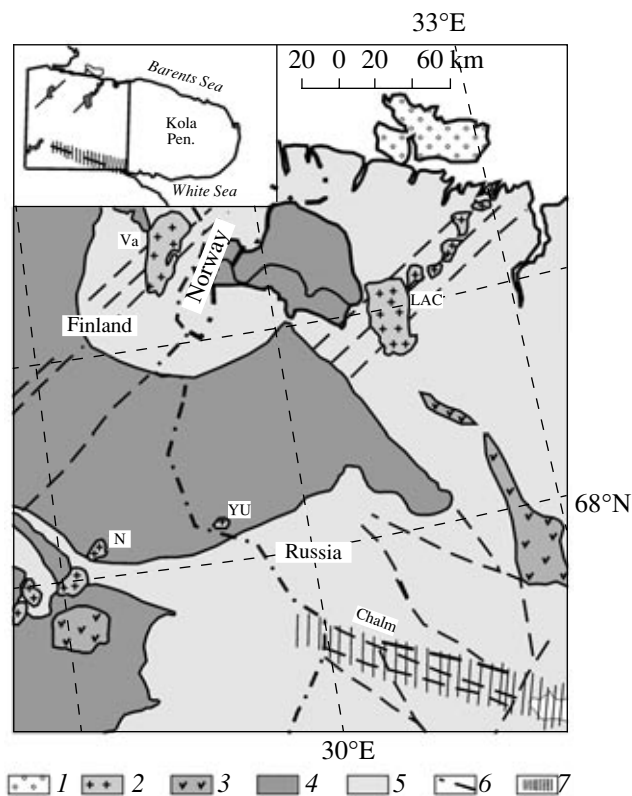 33°E
20 0 20 60 km
Barents Sea
Kola
Pen.
White Sea
Va
Norway
LAC
Finland
68°N
YU
N
Russia
Chalm
30°E
1 2 3 4 5 6 7